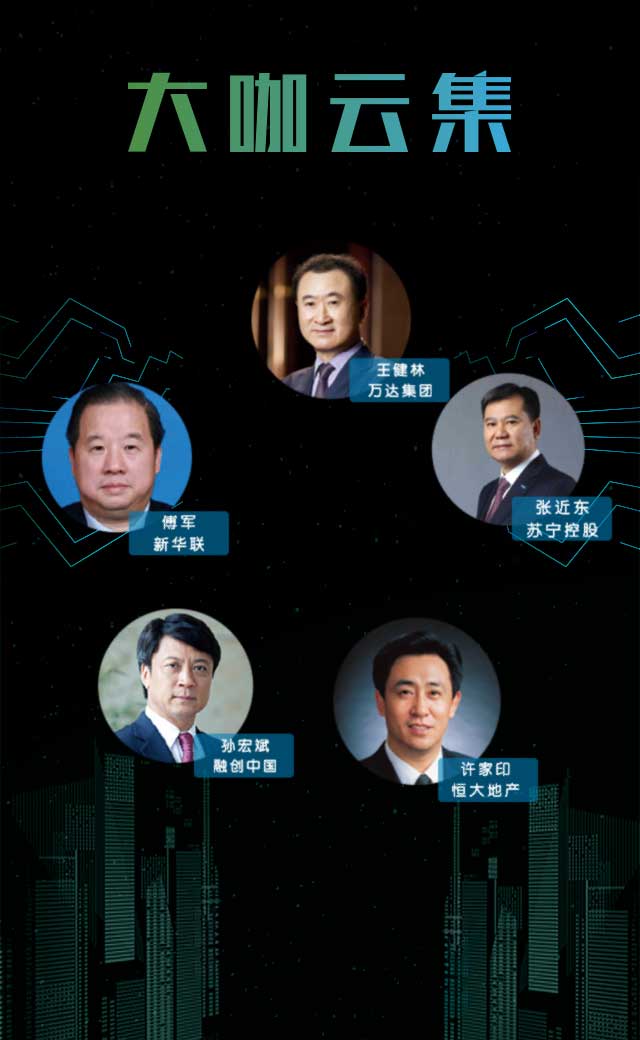 大咖云集
王健林
万达集团
张近东
苏宁控股
傅军
新华联
孙宏斌
融创中国
许家印
恒大地产